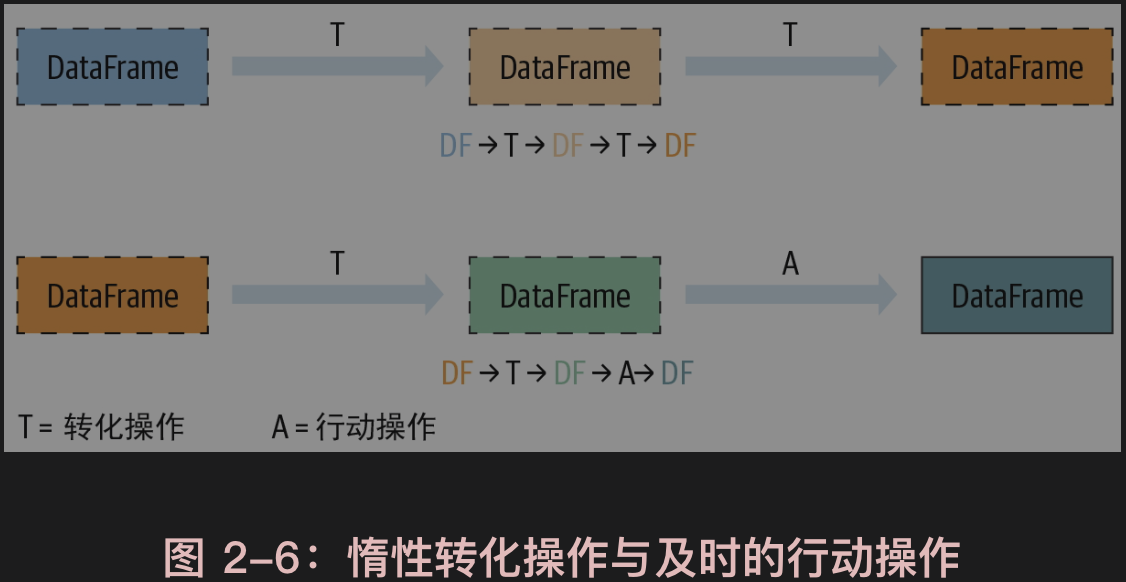 T T
DataFrame DataFrame DataFrame
DF→T→DF→T→DF
T A
DataFrame DataFrame DataFrame
DF→T→DF→A→DF
T = 转化操作 A = 行动操作
图 2–6：惰性转化操作与及时的行动操作